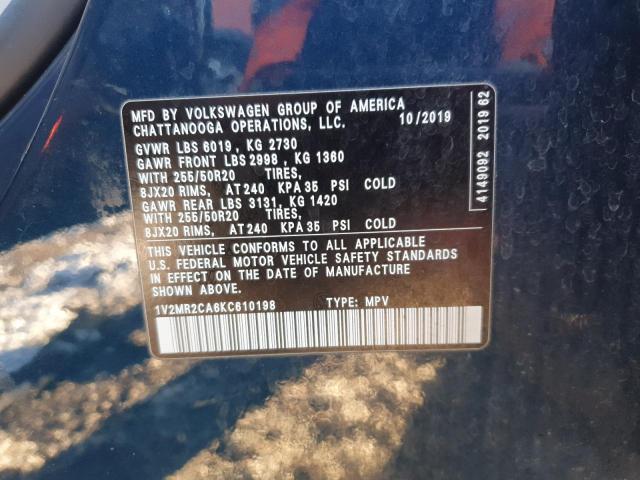 MFD BY VOLKSWAGEN GROUP OF AMERICA
CHATTANOOGA OPERATIONS, LLC. 10/2019
GVWR LBS 6019 , KG 2730
GAWR FRONT LBS 2998 , KG 1360
WITH 255/50R20 TIRES,
8JX20 RIMS, AT 240 KPA 35 PSI COLD
GAWR REAR LBS 3131, KG 1420
WITH 255/50R20 TIRES,
8JX20 RIMS, AT 240 KPA 35 PSI COLD
THIS VEHICLE CONFORMS TO ALL APPLICABLE
U.S. FEDERAL MOTOR VEHICLE SAFETY STANDARDS
IN EFFECT ON THE DATE OF MANUFACTURE
SHOWN ABOVE.
1V2MR2CA6KC610198 TYPE: MPV
4149092 2019 62